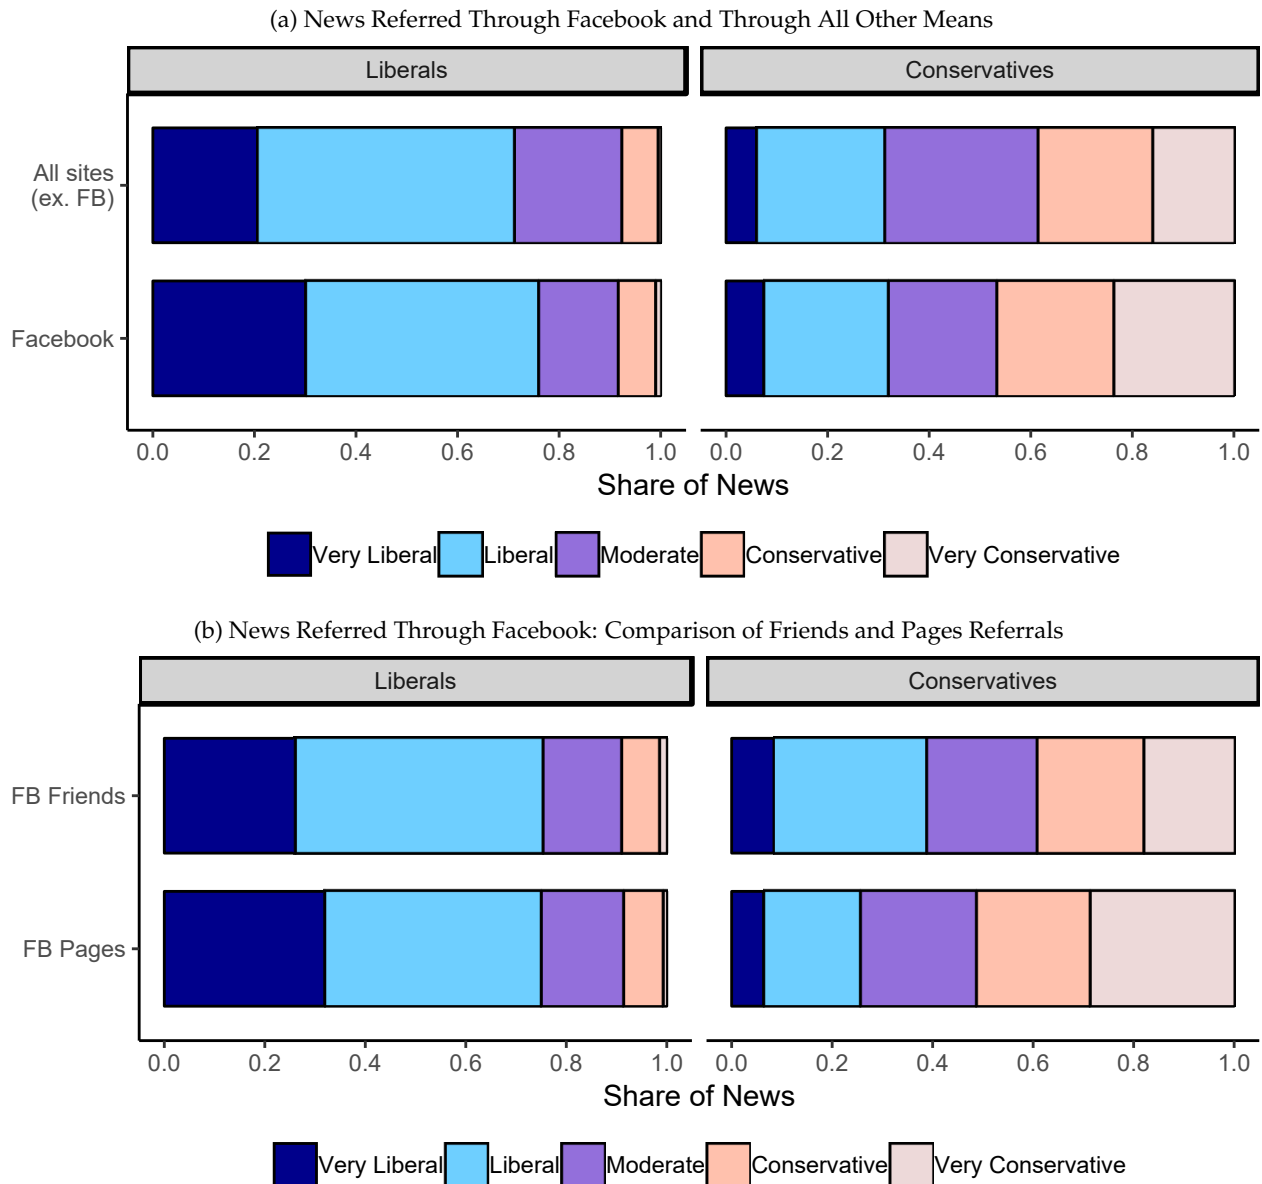 (a) News Referred Through Facebook and Through All Other Means
Liberals Conservatives
All sites
(ex. FB)
Facebook
0.0 0.2 0.4 0.6 0.8 1.0 0.0 0.2 0.4 0.6 0.8 1.0
Share of News
Very Liberal Liberal Moderate Conservative Very Conservative
(b) News Referred Through Facebook: Comparison of Friends and Pages Referrals
Liberals Conservatives
FB Friends
FB Pages
0.0 0.2 0.4 0.6 0.8 1.0 0.0 0.2 0.4 0.6 0.8 1.0
Share of News
Very Liberal Liberal Moderate Conservative Very Conservative